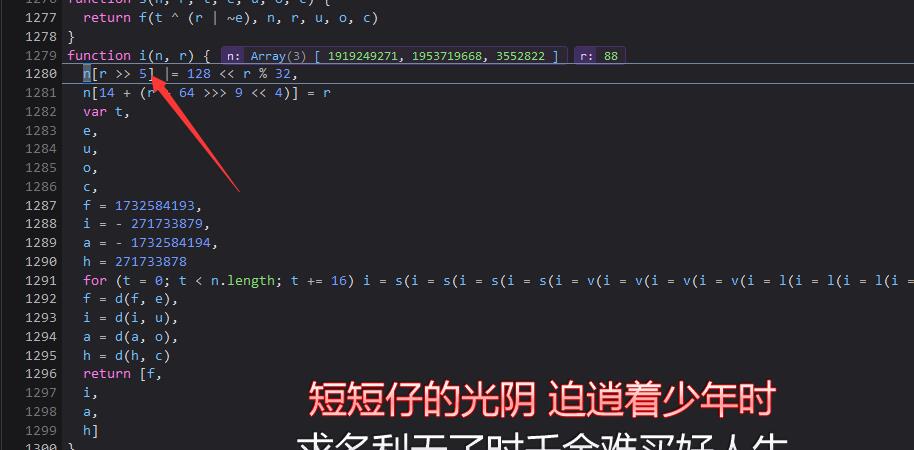 1277 return f(t ^ (r | ~e), n, r, u, o, c)
1278 }
1279 function i(n, r) { n: Array(3) [ 1919249271, 1953719668, 3552822 ] r: 88
1280 n[r >> 5] |= 128 << r % 32,
1281 n[14 + (r + 64 >>> 9 << 4)] = r
1282 var t,
1283 e,
1284 u,
1285 o,
1286 c,
1287 f = 1732584193,
1288 i = - 271733879,
1289 a = - 1732584194,
1290 h = 271733878
1291 for (t = 0; t < n.length; t += 16) i = s(i = s(i = s(i = s(i = v(i = v(i = v(i = v(i = l(i = l(i = l(i =
1292 f = d(f, e),
1293 i = d(i, u),
1294 a = d(a, o),
1295 h = d(h, c)
1296 return [f,
1297 i,
1298 a,
1299 h]
1300 }
短短仔的光阴 迫逍着少年时